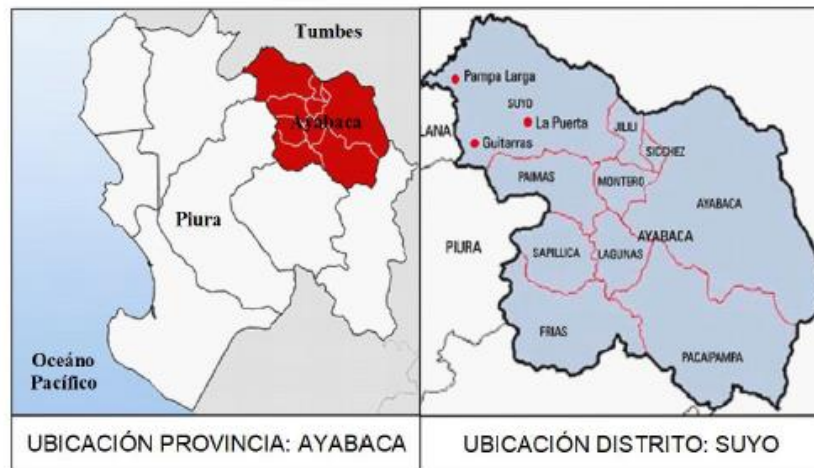 Tumbes
Ayabaca
Piura
Oceáno
Pacífico
UBICACIÓN PROVINCIA: AYABACA
Pampa Larga
SUYO
La Puerta
LANA
Guitarras
JILILI
SICCHEZ
PAIMAS
MONTERO
AYABACA
PIURA
SAPILLICA
LAGUNAS
AYABACA
FRIAS
PACAIPAMPA
UBICACIÓN DISTRITO: SUYO